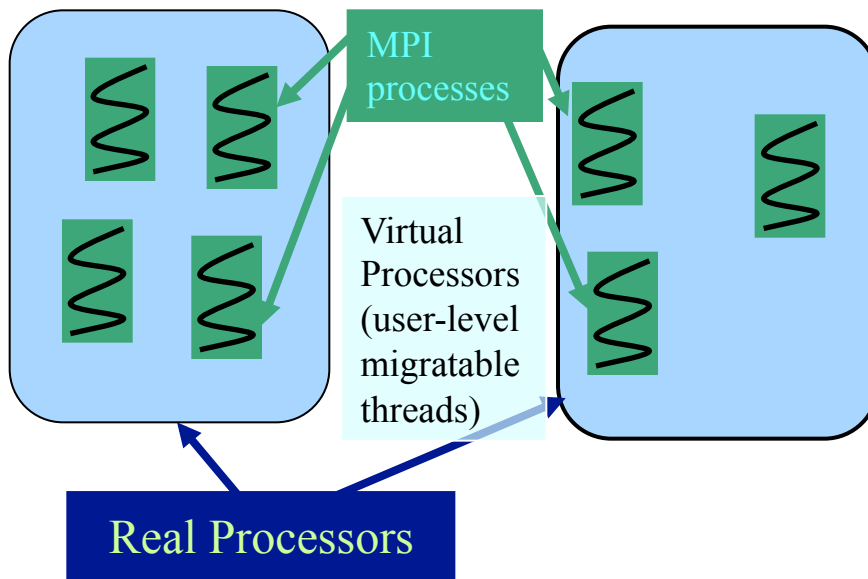 MPI
processes
Virtual
Processors
(user-level
migratable
threads)
Real Processors